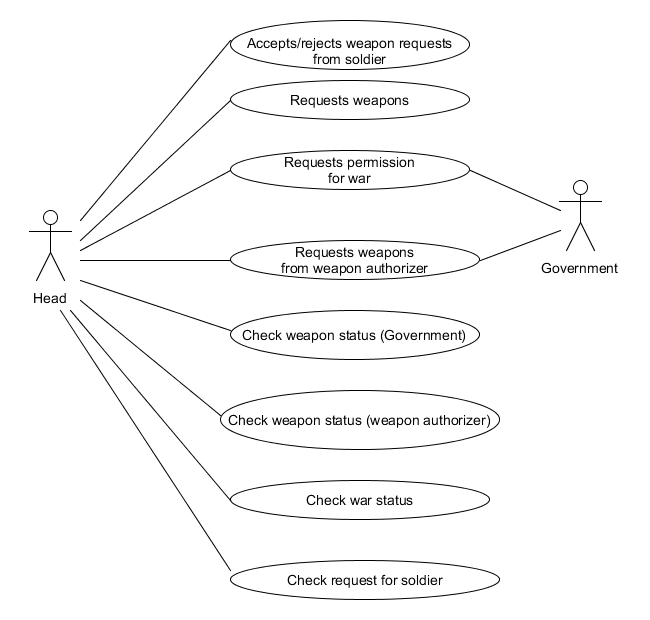 Accepts/rejects weapon requests
from soldier
Requests weapons
Requests permission
for war
Requests weapons
from weapon authorizer
Head
Government
Check weapon status (Government)
Check weapon status (weapon authorizer)
Check war status
Check request for soldier